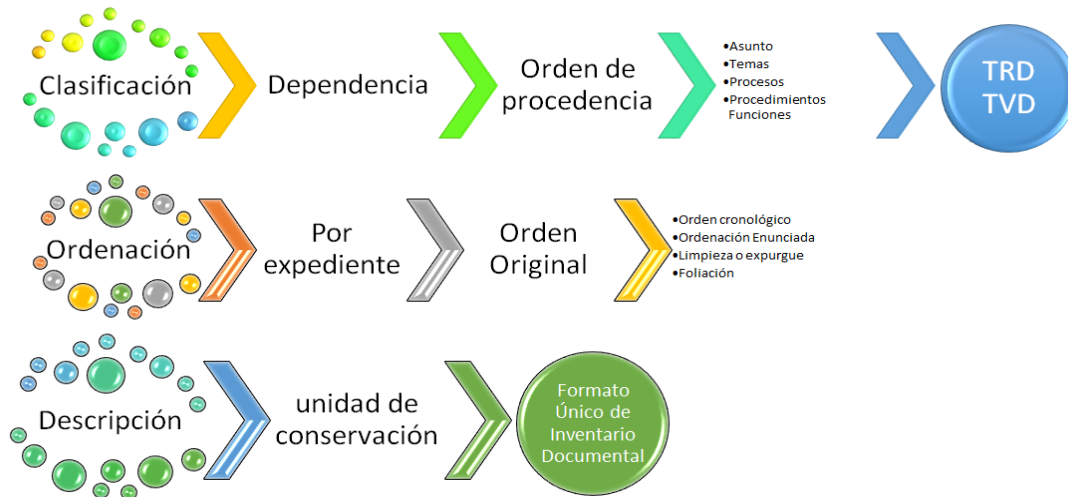 Clasificación
Dependencia
Orden de
procedencia
•Asunto
•Temas
•Procesos
•Procedimientos
Funciones
TRD
TVD
Ordenación
Por
expediente
Orden
Original
•Orden cronológico
•Ordenación Enunciada
•Limpieza o expurgue
•Foliación
Descripción
unidad de
conservación
Formato
Único de
Inventario
Documental